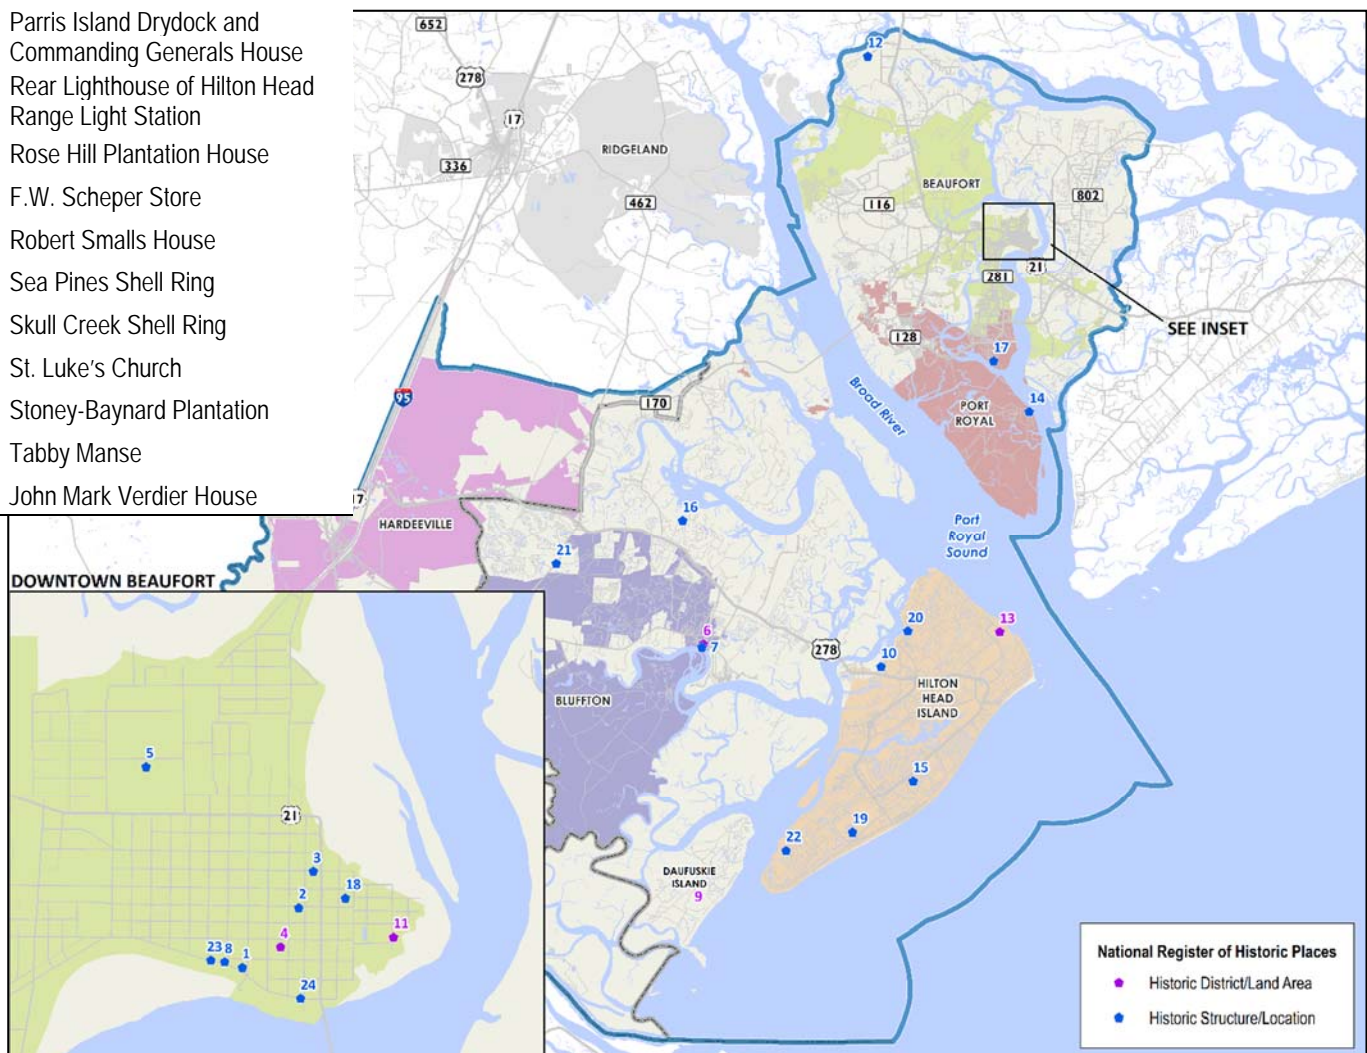 Parris Island Drydock and
Commanding Generals House
Rear Lighthouse of Hilton Head
Range Light Station
Rose Hill Plantation House
F.W. Scheper Store
Robert Smalls House
Sea Pines Shell Ring
Skull Creek Shell Ring
St. Luke's Church
Stoney-Baynard Plantation
Tabby Manse
John Mark Verdier House
652
278
17
336
RIDGELAND
462
12
BEAUFORT
116
802
21
281
SEE INSET
128
17
14
PORT
ROYAL
Broad River
95
170
17
HARDEEVILLE
16
21
Port
Royal
Sound
6
7
278
20
13
10
HILTON
HEAD
ISLAND
BLUFFTON
15
19
22
DAUFUSKIE
ISLAND
9
DOWNTOWN BEAUFORT
5
21
3
18
2
11
4
23
8
1
24
National Register of Historic Places
Historic District/Land Area
Historic Structure/Location